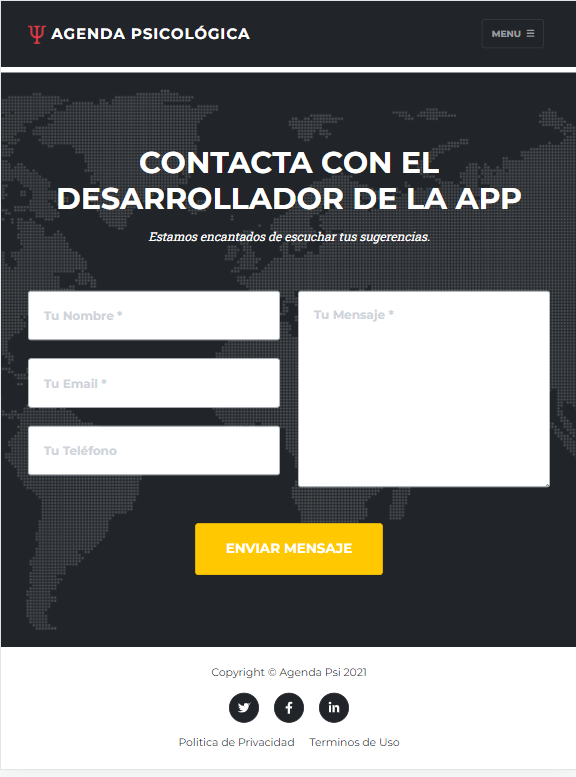 Ψ AGENDA PSICOLÓGICA
MENU
CONTACTA CON EL
DESARROLLADOR DE LA APP
Estamos encantados de escuchar tus sugerencias.
Tu Nombre *
Tu Email *
Tu Teléfono
Tu Mensaje *
ENVIAR MENSAJE
Copyright © Agenda Psi 2021
Politica de Privacidad Terminos de Uso